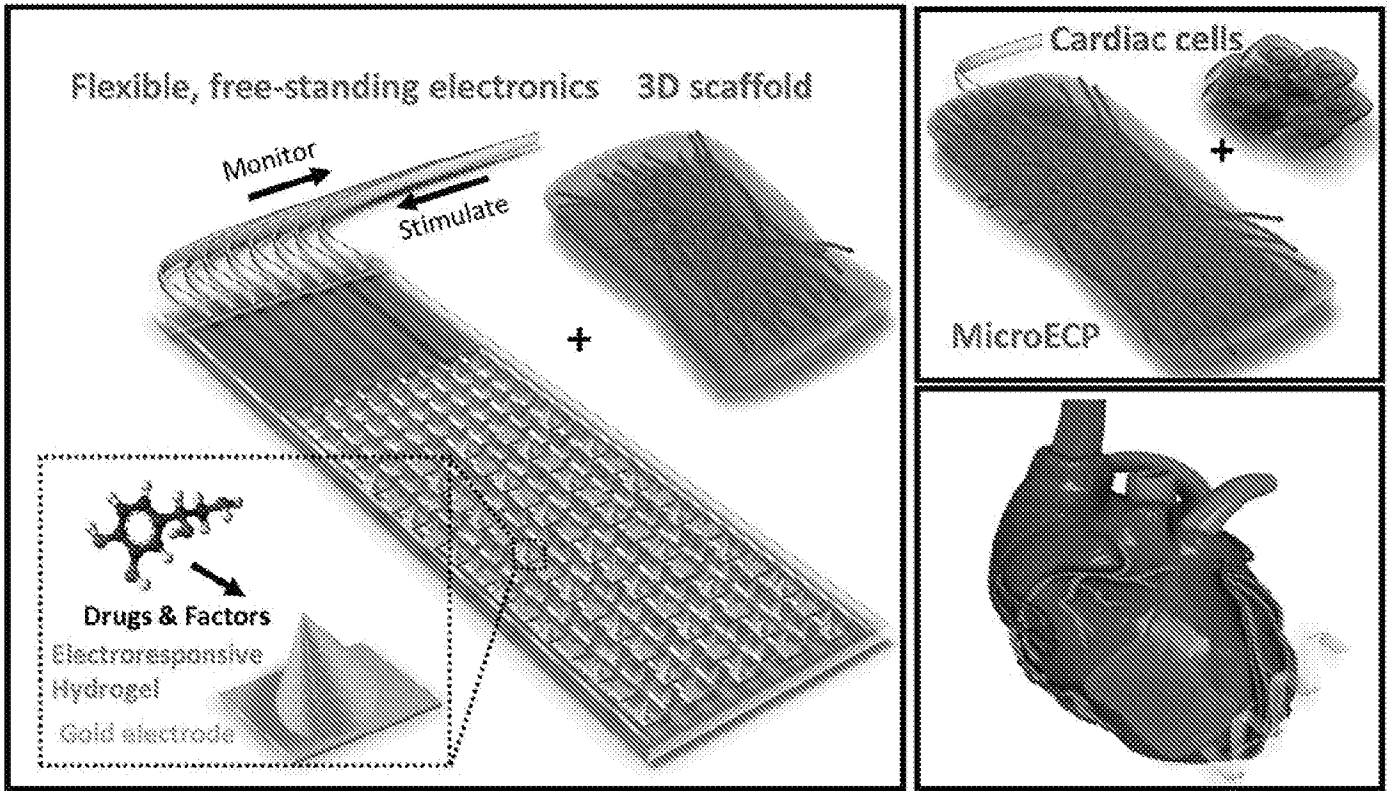 Flexible, free-standing electronics
3D scaffold
Monitor
Stimulate
+
Drugs & Factors
Electroresponsive
Hydrogel
Gold electrode
Cardiac cells
+
MicroECP